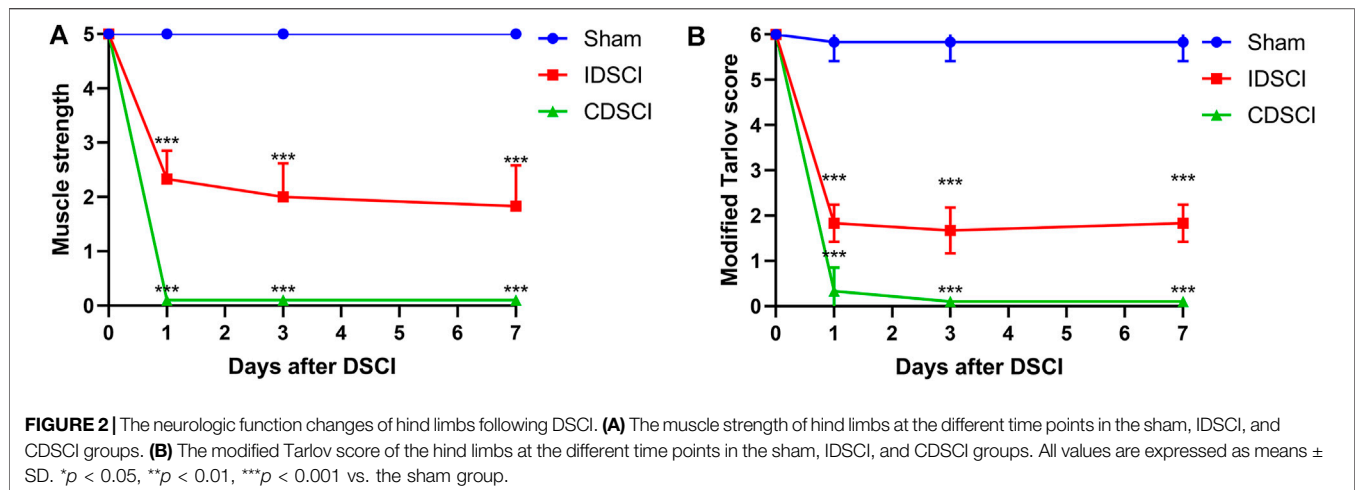 A
B
5
4
3
2
1
0
Muscle strength
***
***
***
***
***
***
0
1
2
3
4
5
6
7
Days after DSCI
Sham
IDSCI
CDSCI
6
5
4
3
2
1
0
Modified Tarlov score
***
***
***
***
***
***
0
1
2
3
4
5
6
7
Days after DSCI
Sham
IDSCI
CDSCI
FIGURE 2 | The neurologic function changes of hind limbs following DSCI. (A) The muscle strength of hind limbs at the different time points in the sham, IDSCI, and
CDSCI groups. (B) The modified Tarlov score of the hind limbs at the different time points in the sham, IDSCI, and CDSCI groups. All values are expressed as means ±
SD. *p < 0.05, **p < 0.01, ***p < 0.001 vs. the sham group.